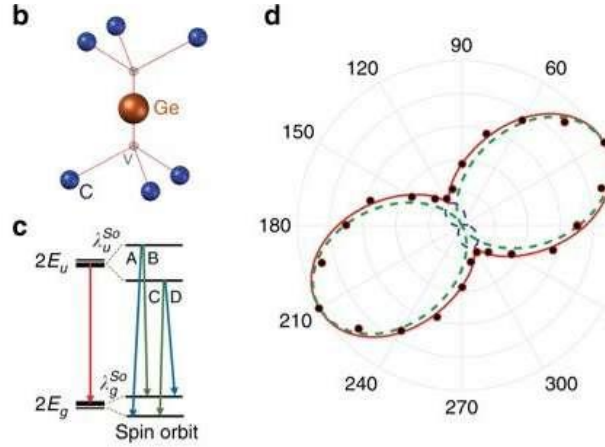 b
Ge
V
C
c
λ_u^So
2E_u
A B
C D
λ_g^So
2E_g
Spin orbit
d
90
120 60
150
180
210
240 300
270